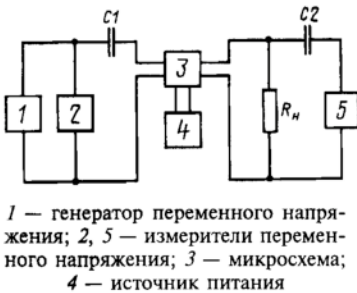 C1
C2
1
2
3
4
Rн
5
1 — генератор переменного напря-
жения; 2, 5 — измерители перемен-
ного напряжения; 3 — микросхема;
4 — источник питания